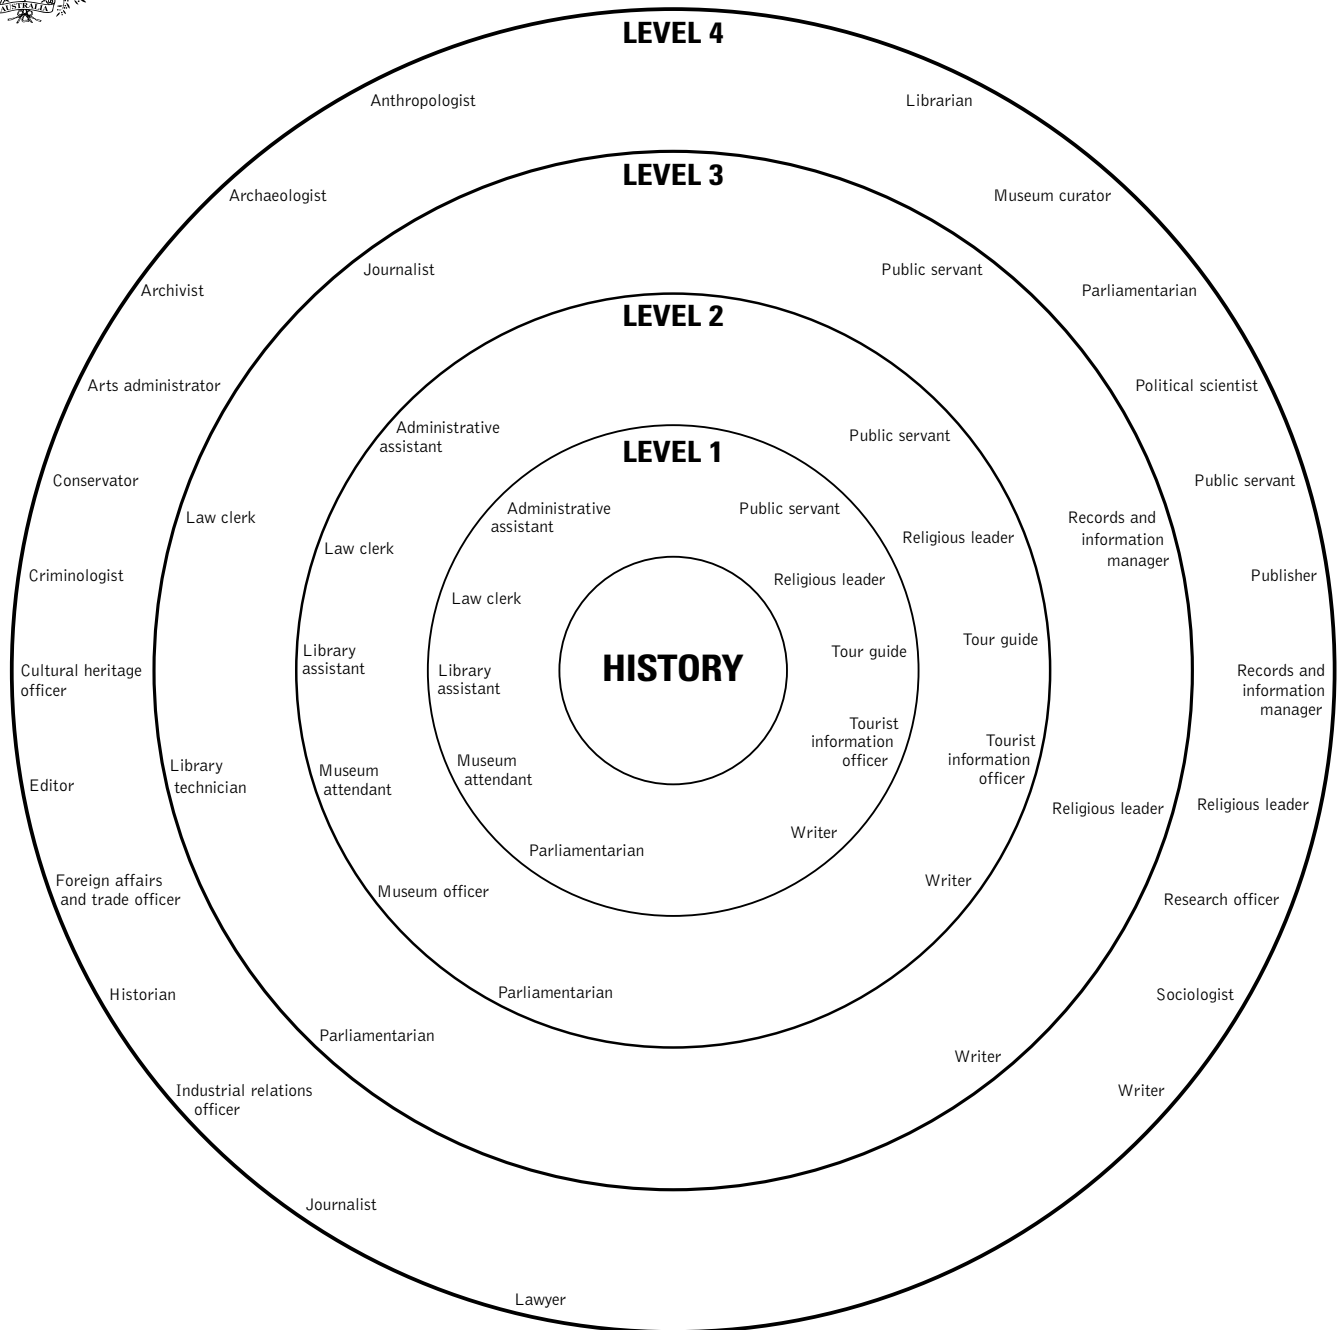 AUSTRALIA
LEVEL 4
Anthropologist
Librarian
Archaeologist
Museum curator
Archivist
Parliamentarian
Arts administrator
Political scientist
Conservator
Public servant
Criminologist
Publisher
Cultural heritage
officer
Records and
information
manager
Editor
Religious leader
Foreign affairs
and trade officer
Research officer
Historian
Sociologist
Industrial relations
officer
Writer
Journalist
Lawyer
LEVEL 3
Journalist
Public servant
Law clerk
Records and
information
manager
Library
technician
Religious leader
Parliamentarian
Writer
LEVEL 2
Administrative
assistant
Public servant
Law clerk
Religious leader
Library
assistant
Tour guide
Museum
attendant
Tourist
information
officer
Museum officer
Writer
Parliamentarian
LEVEL 1
Administrative
assistant
Public servant
Law clerk
Religious leader
Library
assistant
Tour guide
Museum
attendant
Tourist
information
officer
Parliamentarian
Writer
HISTORY